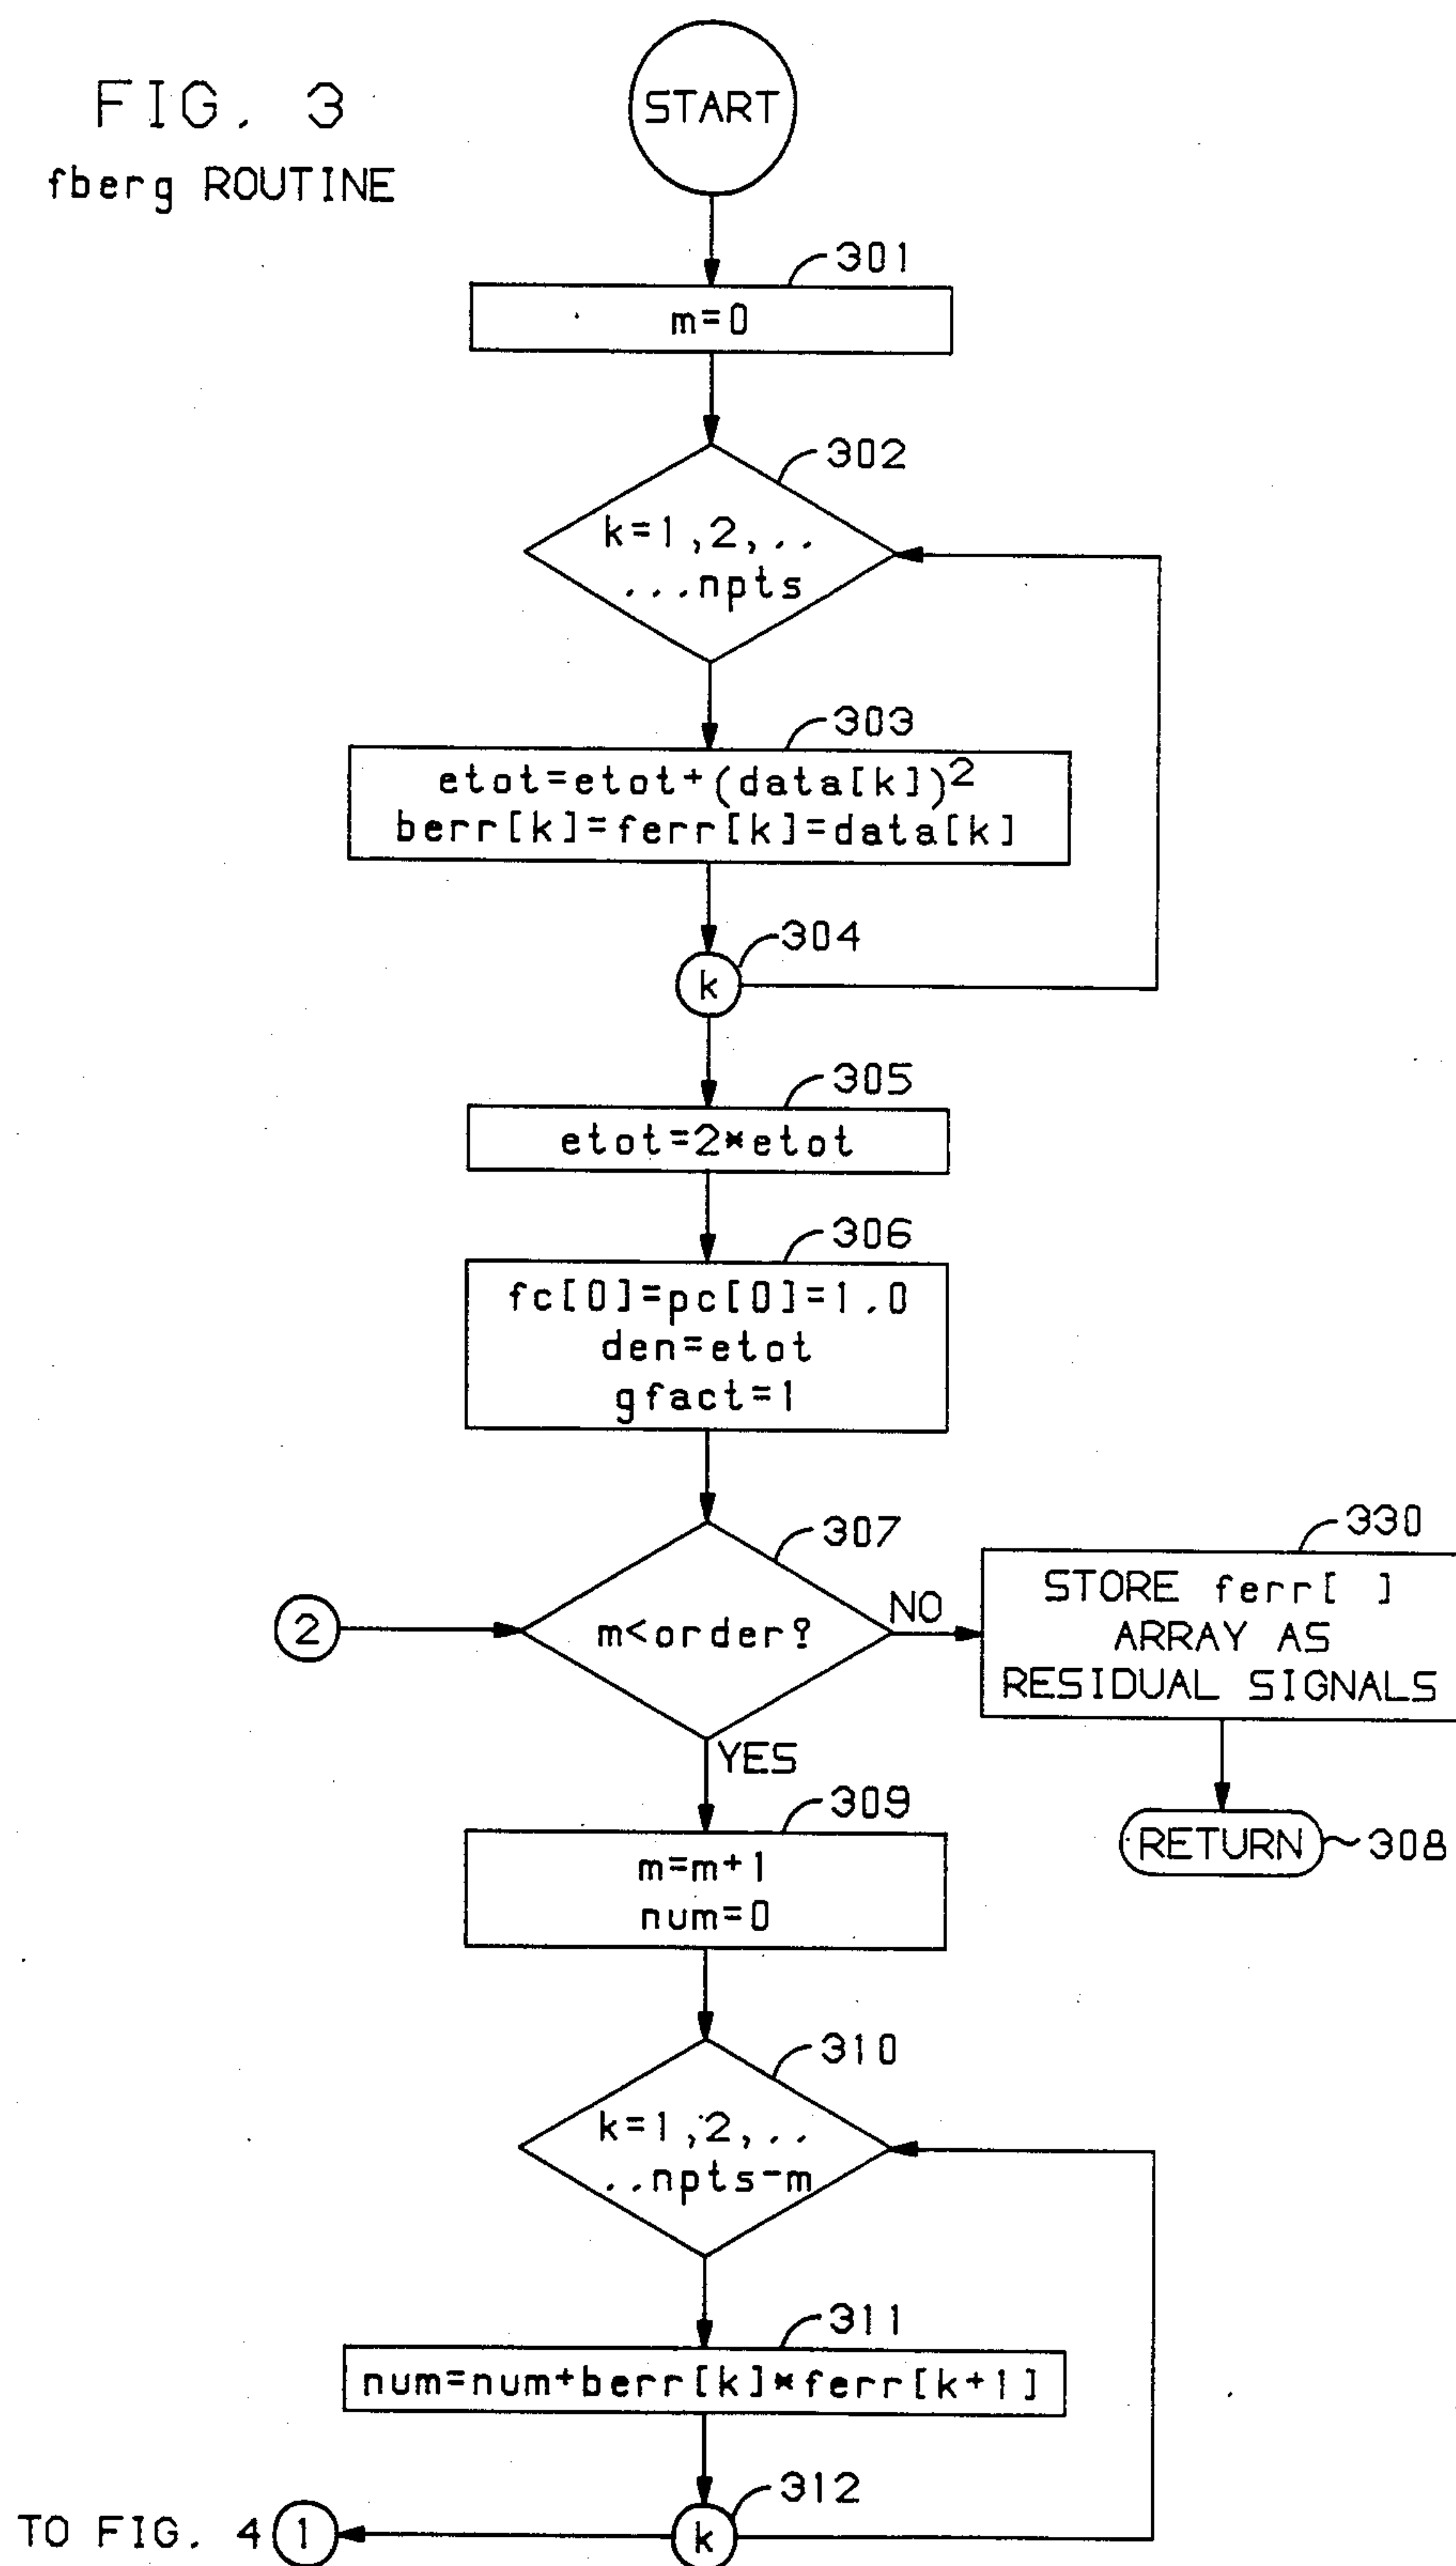 FIG. 3
fberg ROUTINE
START
301
m=0
302
k=1,2,..
...npts
303
etot=etot+(data[k])2
berr[k]=ferr[k]=data[k]
304
k
305
etot=2*etot
306
fc[0]=pc[0]=1.0
den=etot
gfact=1
307
2
m<order?
NO
330
STORE ferr[ ]
ARRAY AS
RESIDUAL SIGNALS
YES
RETURN
308
309
m=m+1
num=0
310
k=1,2,..
..npts-m
311
num=num+berr[k]*ferr[k+1]
312
k
TO FIG. 4
1